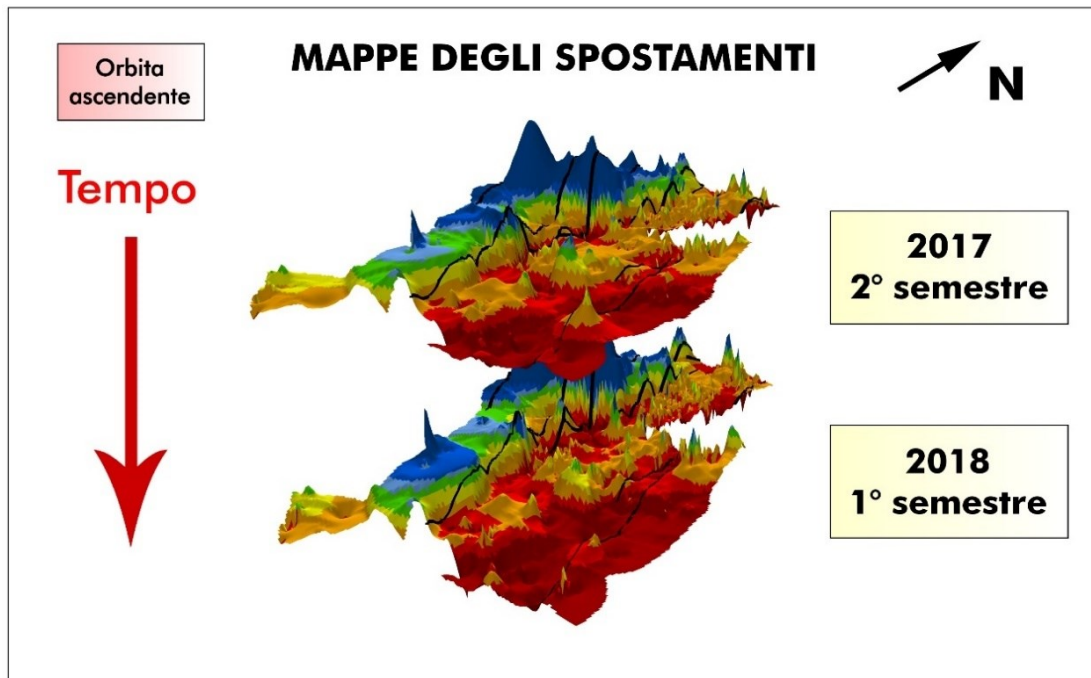 Orbita
ascendente
MAPPE DEGLI SPOSTAMENTI
N
Tempo
2017
2° semestre
2018
1° semestre